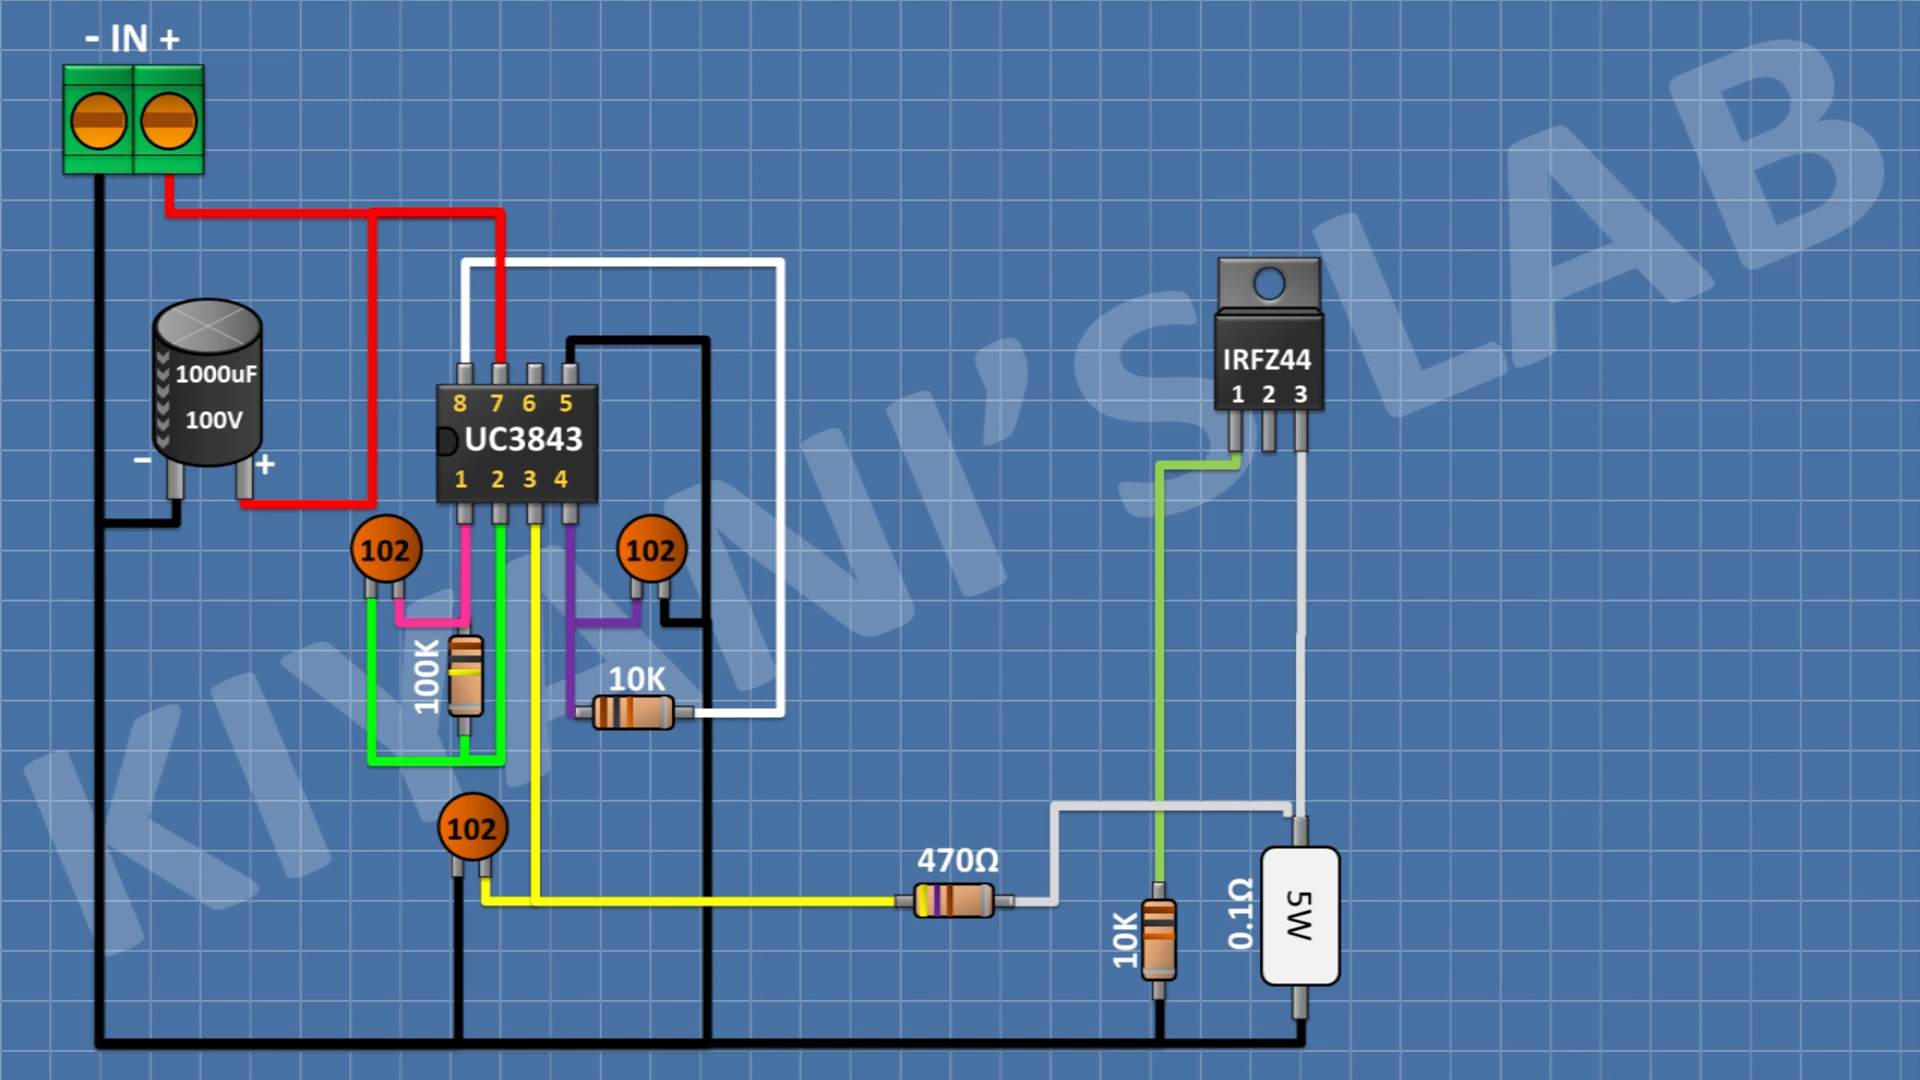 - IN +
1000uF
100V
- +
8 7 6 5
UC3843
1 2 3 4
IRFZ44
1 2 3
102
102
100K
10K
102
470Ω
10K
0.1Ω
5W
KIYANI'S LAB